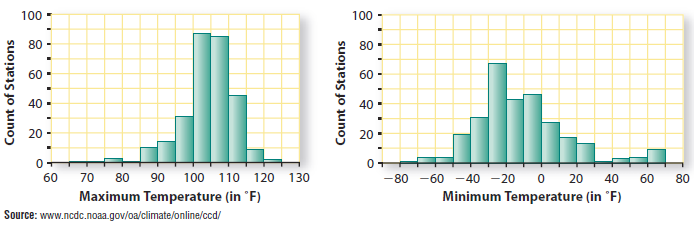 Count of Stations
100
80
60
40
20
0
60 70 80 90 100 110 120 130
Maximum Temperature (in °F)
Count of Stations
100
80
60
40
20
0
−80 −60 −40 −20 0 20 40 60 80
Minimum Temperature (in °F)
Source: www.ncdc.noaa.gov/oa/climate/online/ccd/